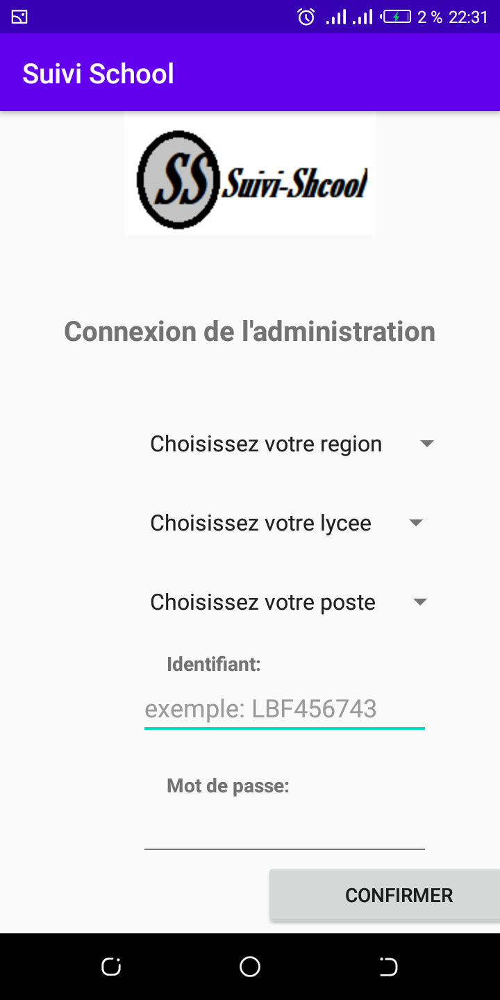 2 % 22:31
Suivi School
SS Suivi-Shcool
Connexion de l'administration
Choisissez votre region
Choisissez votre lycee
Choisissez votre poste
Identifiant:
exemple: LBF456743
Mot de passe:
CONFIRMER